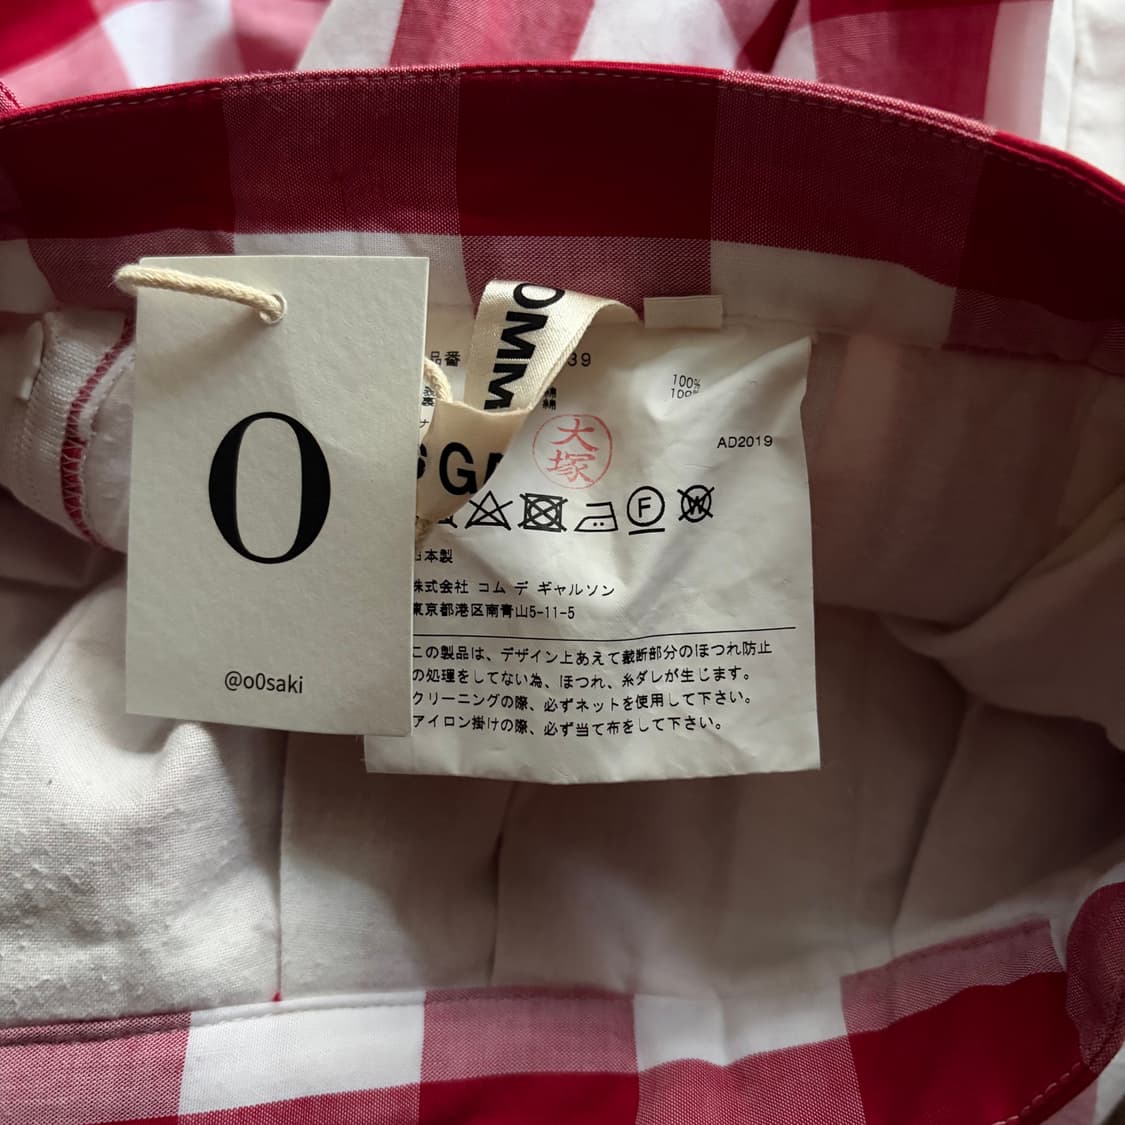 O
@o0saki
OMM
品番
39
綿
綿
100%
100%
AD2019
大塚
GA
F
W
本製
株式会社 コム デ ギャルソン
東京都港区南青山5-11-5
この製品は、デザイン上あえて裁断部分のほつれ防止
の処理をしてない為、ほつれ、糸ダレが生じます。
クリーニングの際、必ずネットを使用して下さい。
アイロン掛けの際、必ず当て布をして下さい。